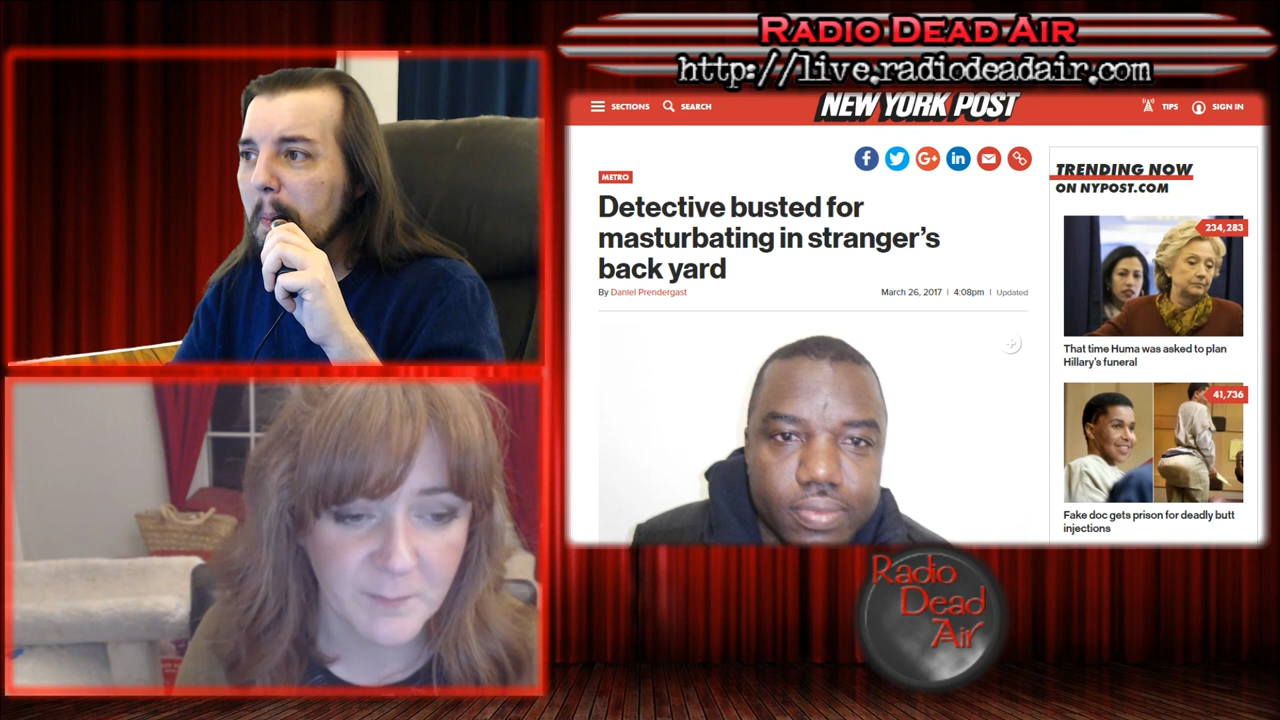 RADIO DEAD AIR
http://live.radiodeadair.com
SECTIONS SEARCH NEW YORK POST TIPS SIGN IN
METRO
Detective busted for
masturbating in stranger's
back yard
By Daniel Prendergast March 26, 2017 | 4:08pm | Updated
TRENDING NOW
ON NYPOST.COM
234,283
That time Huma was asked to plan
Hillary's funeral
41,736
Fake doc gets prison for deadly butt
injections
Radio
Dead
Air